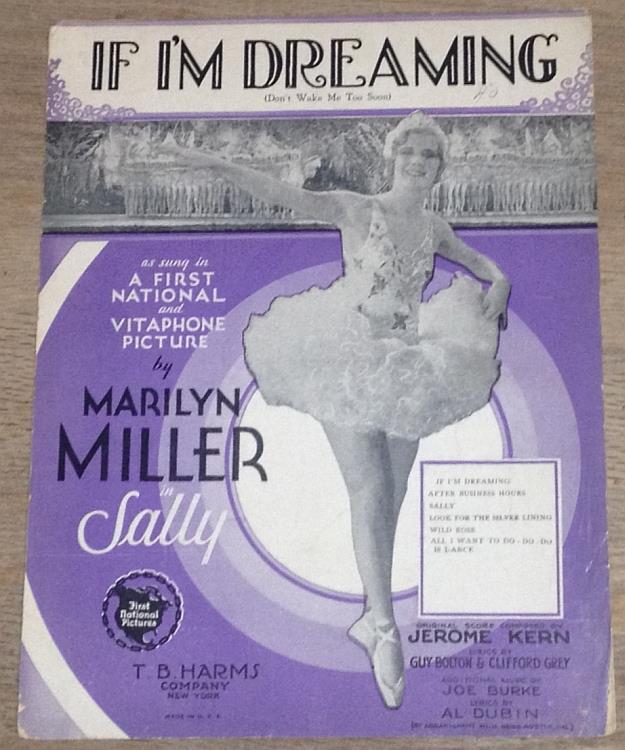 IF I'M DREAMING
(Don't Wake Me Too Soon)
as sung in
A FIRST
NATIONAL
and
VITAPHONE
PICTURE
by
MARILYN
MILLER
in
Sally
IF I'M DREAMING
AFTER BUSINESS HOURS
SALLY
LOOK FOR THE SILVER LINING
WILD ROSE
ALL I WANT TO DO-DO-DO
IS DANCE
First
National
Pictures
T. B. HARMS
COMPANY
NEW YORK
MADE IN U. S. A.
ORIGINAL SCORE COMPOSED BY
JEROME KERN
LYRICS BY
GUY BOLTON & CLIFFORD GREY
ADDITIONAL MUSIC BY
JOE BURKE
LYRICS BY
AL DUBIN
(BY ARRANGEMENT WITH